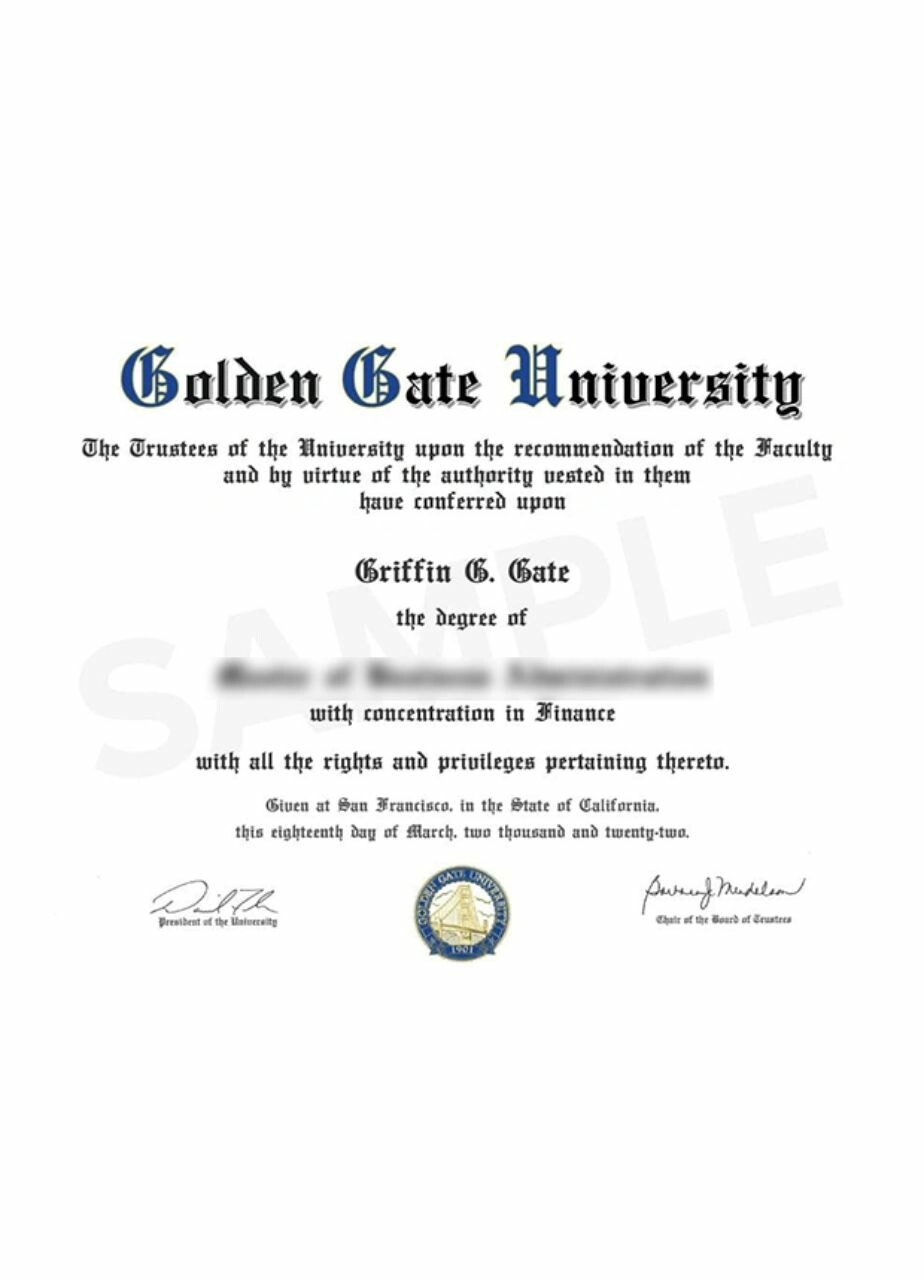 Golden Gate University
The Trustees of the University upon the recommendation of the Faculty
and by virtue of the authority vested in them
have conferred upon
Griffin G. Gate
the degree of
Master of Business Administration
with concentration in Finance
with all the rights and privileges pertaining thereto.
Given at San Francisco, in the State of California,
this eighteenth day of March, two thousand and twenty-two.
President of the University
GOLDEN GATE UNIVERSITY
1901
Chair of the Board of Trustees
SAMPLE